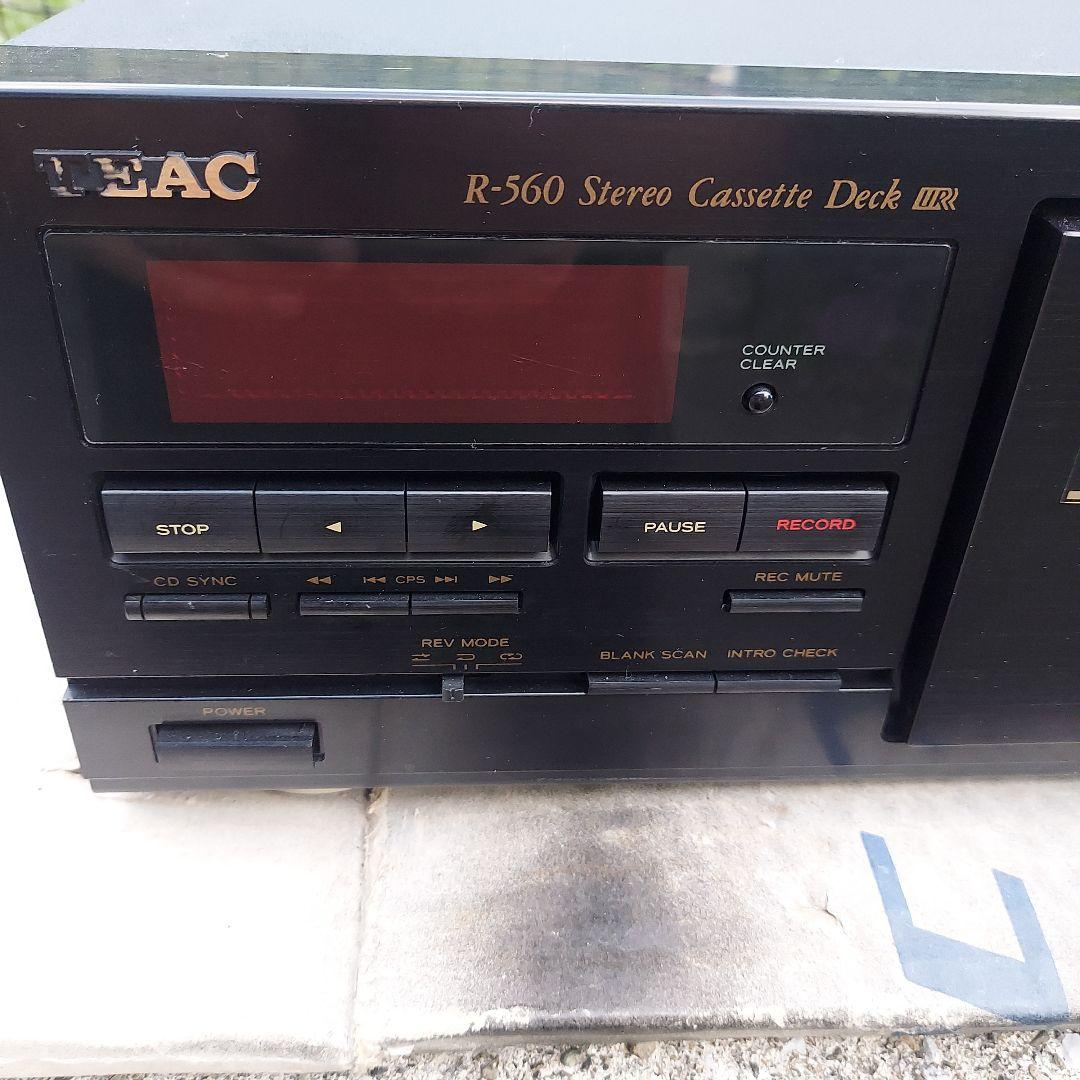 TEAC
R-560 Stereo Cassette Deck
COUNTER
CLEAR
STOP
PAUSE
RECORD
CD SYNC
CPS
REC MUTE
REV MODE
BLANK SCAN
INTRO CHECK
POWER